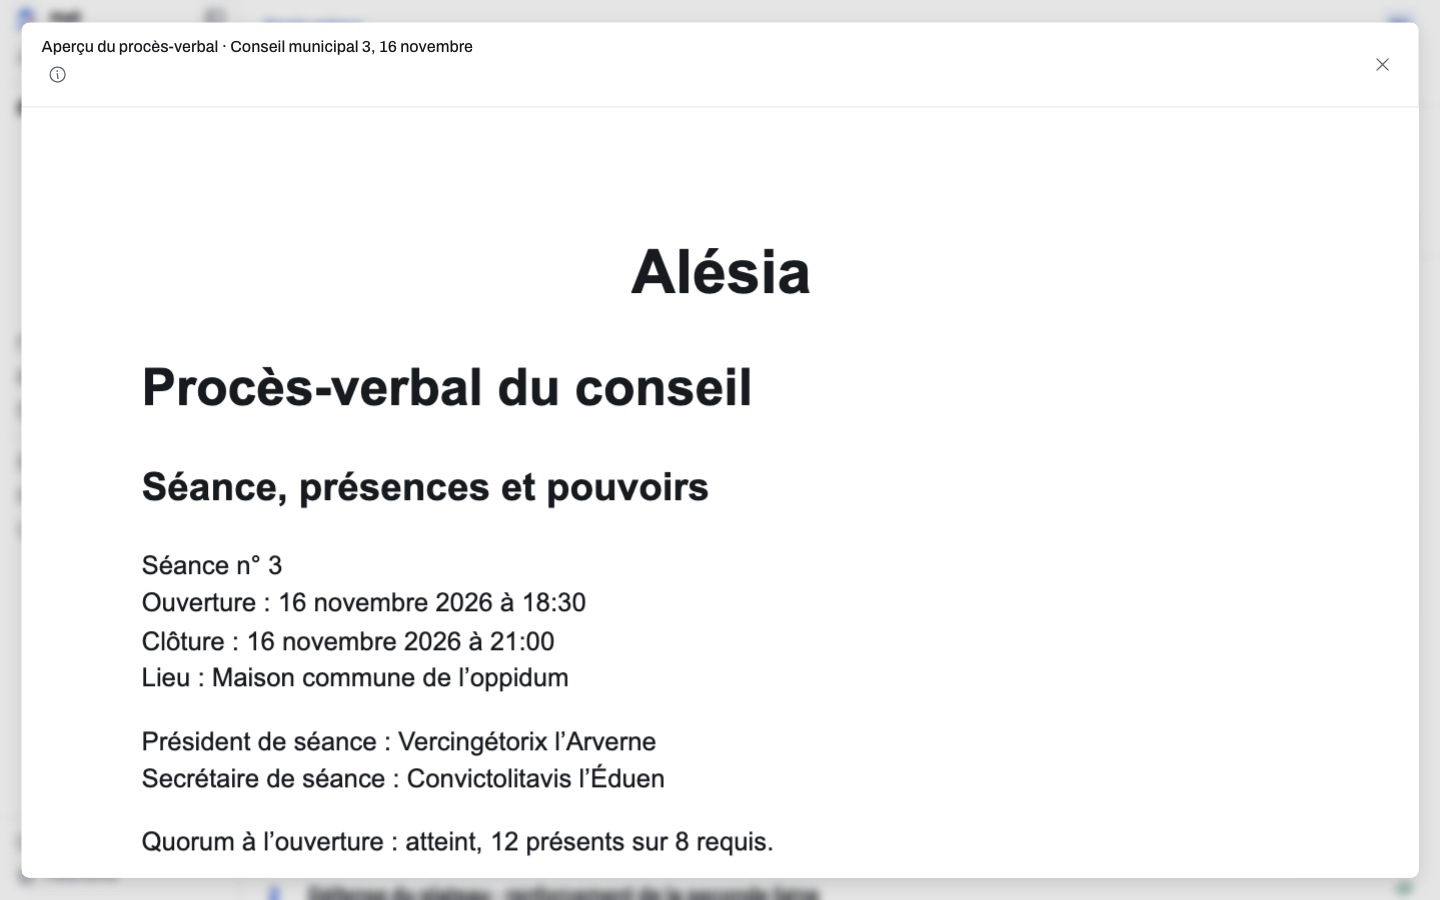 Aperçu du procès-verbal · Conseil municipal 3, 16 novembre
Alésia
Procès-verbal du conseil
Séance, présences et pouvoirs
Séance n° 3
Ouverture : 16 novembre 2026 à 18:30
Clôture : 16 novembre 2026 à 21:00
Lieu : Maison commune de l’oppidum
Président de séance : Vercingétorix l’Arverne
Secrétaire de séance : Convictolitavis l’Éduen
Quorum à l’ouverture : atteint, 12 présents sur 8 requis.